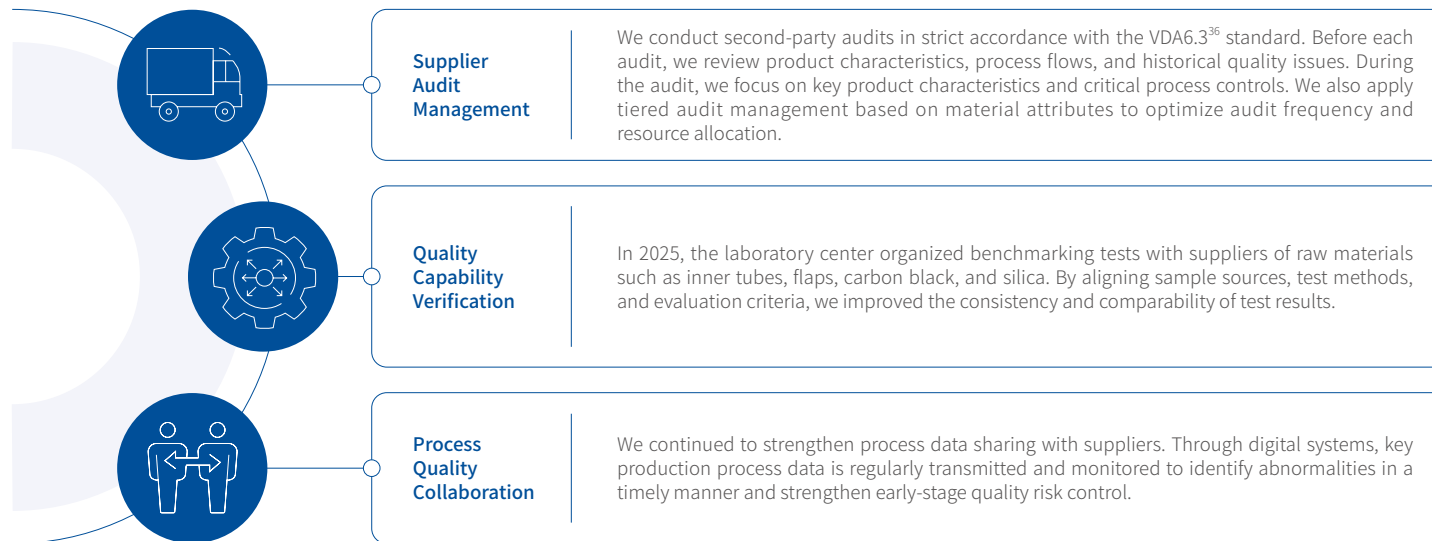 Supplier
Audit
Management
We conduct second-party audits in strict accordance with the VDA6.3³⁶ standard. Before each
audit, we review product characteristics, process flows, and historical quality issues. During
the audit, we focus on key product characteristics and critical process controls. We also apply
tiered audit management based on material attributes to optimize audit frequency and
resource allocation.
Quality
Capability
Verification
In 2025, the laboratory center organized benchmarking tests with suppliers of raw materials
such as inner tubes, flaps, carbon black, and silica. By aligning sample sources, test methods,
and evaluation criteria, we improved the consistency and comparability of test results.
Process
Quality
Collaboration
We continued to strengthen process data sharing with suppliers. Through digital systems, key
production process data is regularly transmitted and monitored to identify abnormalities in a
timely manner and strengthen early-stage quality risk control.